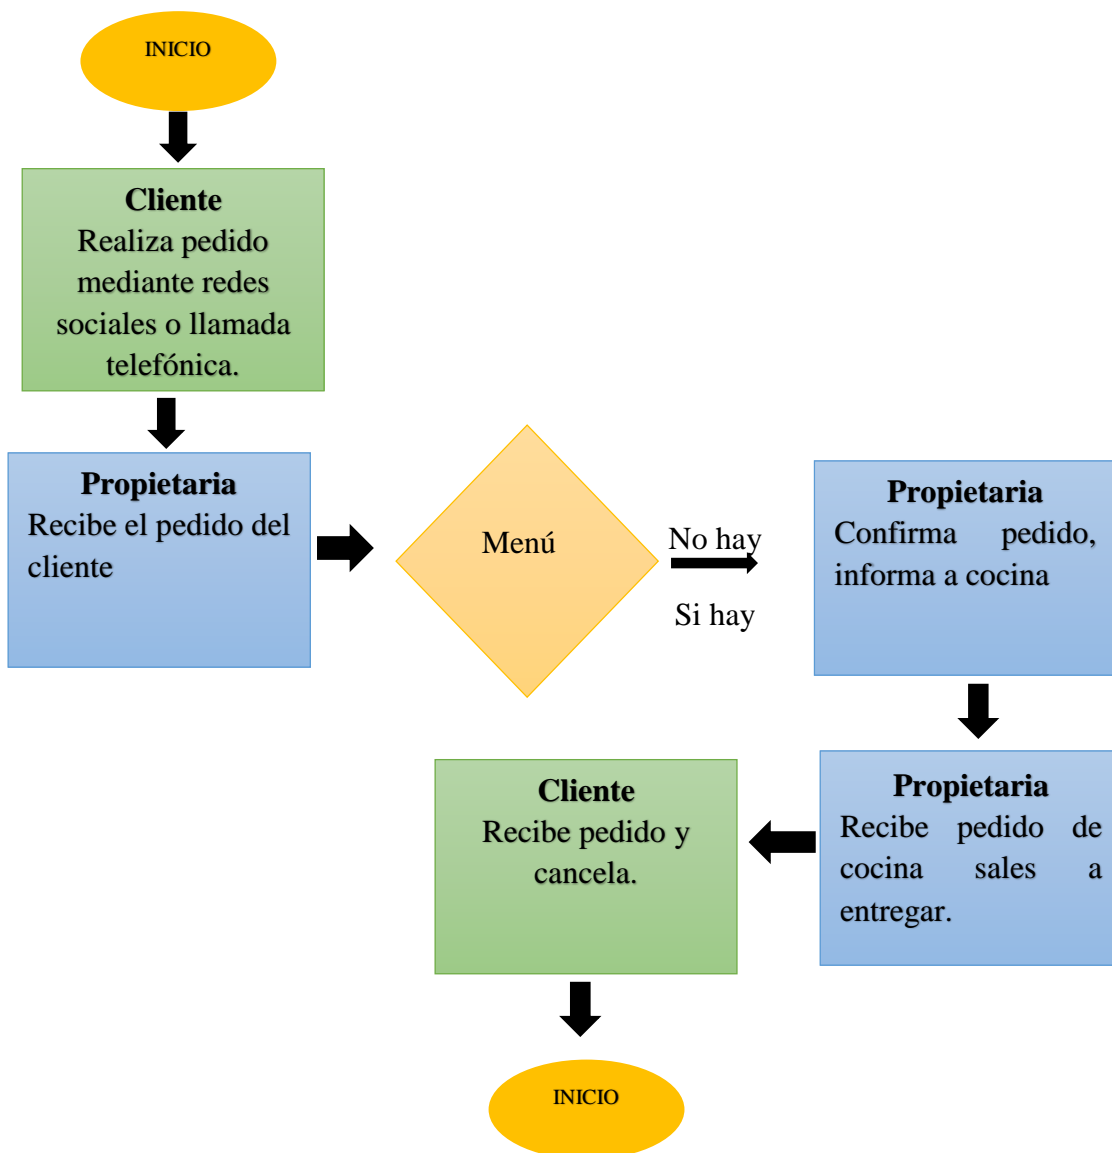 INICIO
Cliente
Realiza pedido
mediante redes
sociales o llamada
telefónica.
Propietaria
Recibe el pedido del
cliente
Menú
No hay
Si hay
Propietaria
Confirma pedido,
informa a cocina
Propietaria
Recibe pedido de
cocina sales a
entregar.
Cliente
Recibe pedido y
cancela.
INICIO